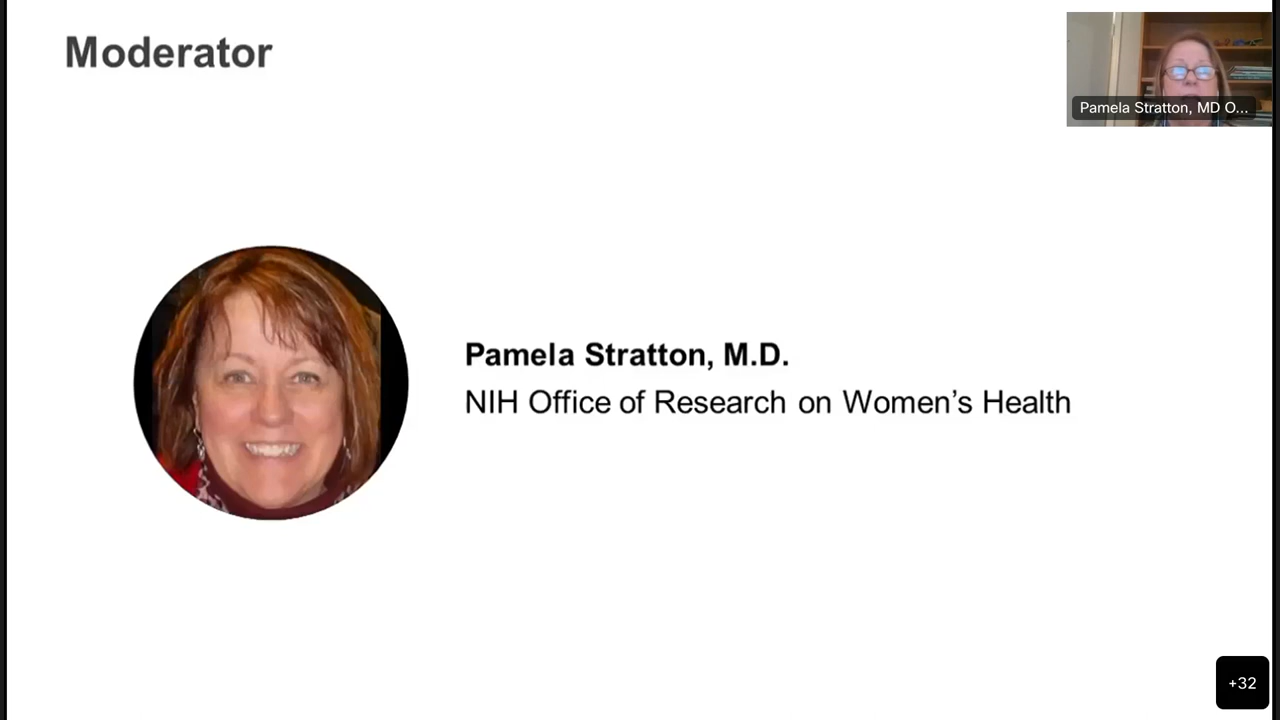 Moderator
Pamela Stratton, MD O...
Pamela Stratton, M.D.
NIH Office of Research on Women’s Health
+32